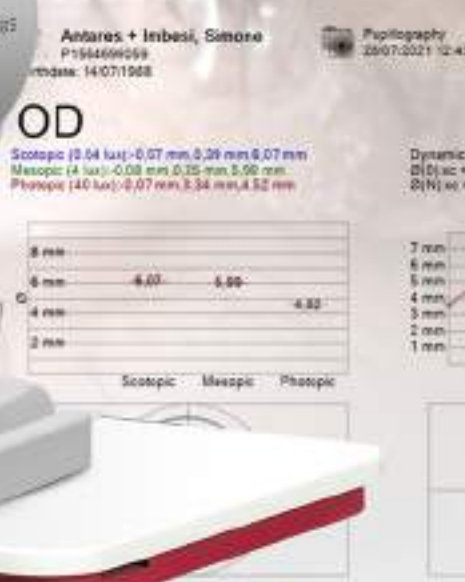 Antares + Imbesi, Simone
Pupillography
28/07/2021 12:4
rthdate: 14/07/1968
OD
Scotopic (0.04 lux):-0,07 mm,0,39 mm,6,07 mm
Mesopic (4 lux):-0,08 mm,0,35 mm,5,99 mm
Photopic (40 lux):-0,07 mm,3,34 mm,4,52 mm
Dynamic
8 mm
6 mm
4 mm
2 mm
6,07
5,99
Scotopic Mesopic Photopic
7 mm
6 mm
5 mm
4 mm
3 mm
2 mm
1 mm